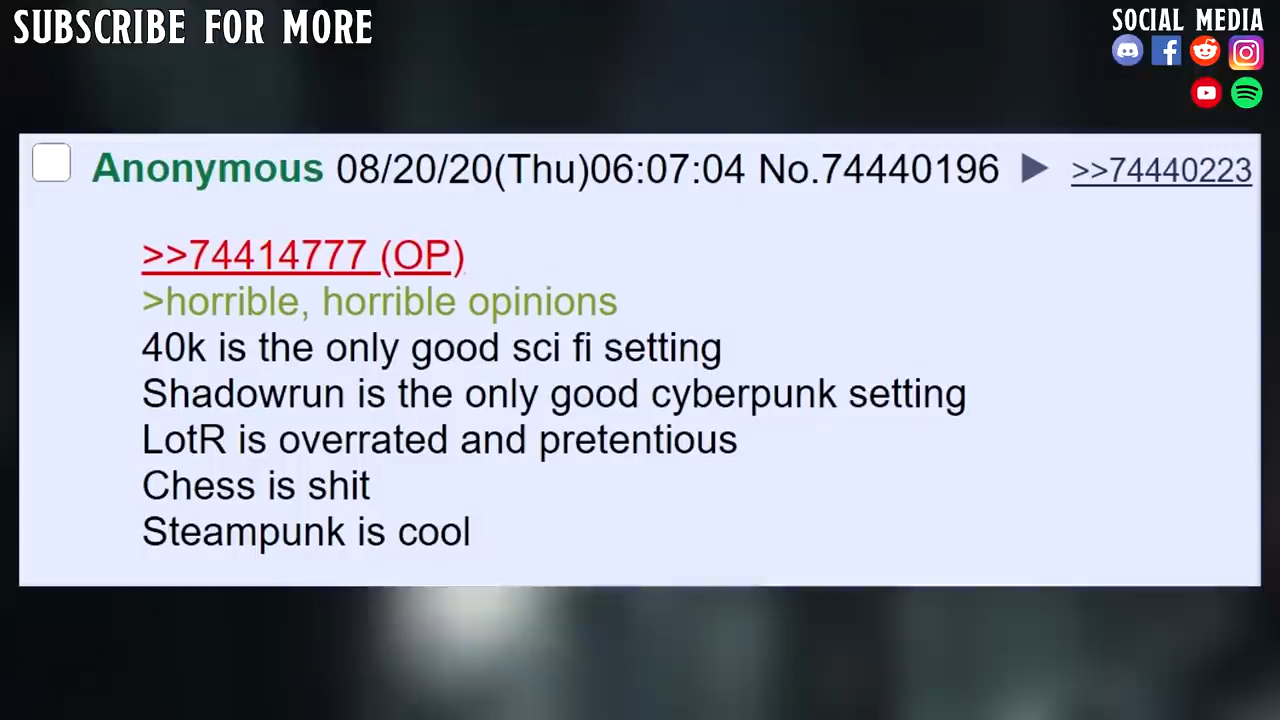 SUBSCRIBE FOR MORE
SOCIAL MEDIA
Anonymous 08/20/20(Thu)06:07:04 No.74440196 ▶ >>74440223
>>74414777 (OP)
>horrible, horrible opinions
40k is the only good sci fi setting
Shadowrun is the only good cyberpunk setting
LotR is overrated and pretentious
Chess is shit
Steampunk is cool